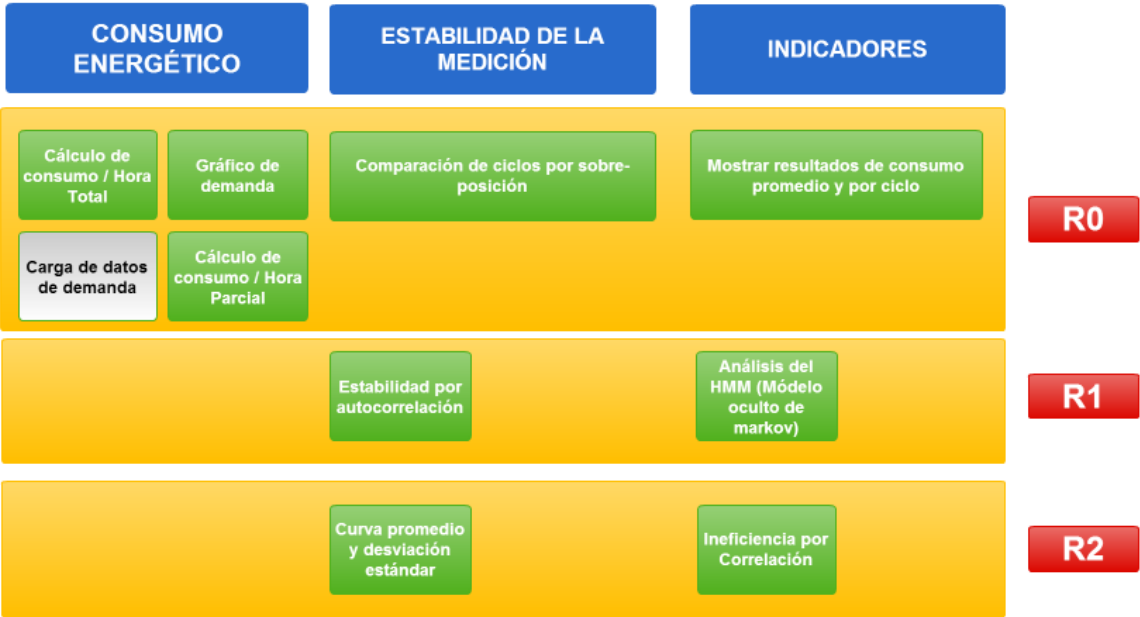 CONSUMO
ENERGÉTICO
ESTABILIDAD DE LA
MEDICIÓN
INDICADORES
Cálculo de
consumo / Hora
Total
Gráfico de
demanda
Comparación de ciclos por sobre-
posición
Mostrar resultados de consumo
promedio y por ciclo
R0
Carga de datos
de demanda
Cálculo de
consumo / Hora
Parcial
Estabilidad por
autocorrelación
Análisis del
HMM (Módelo
oculto de
markov)
R1
Curva promedio
y desviación
estándar
Ineficiencia por
Correlación
R2